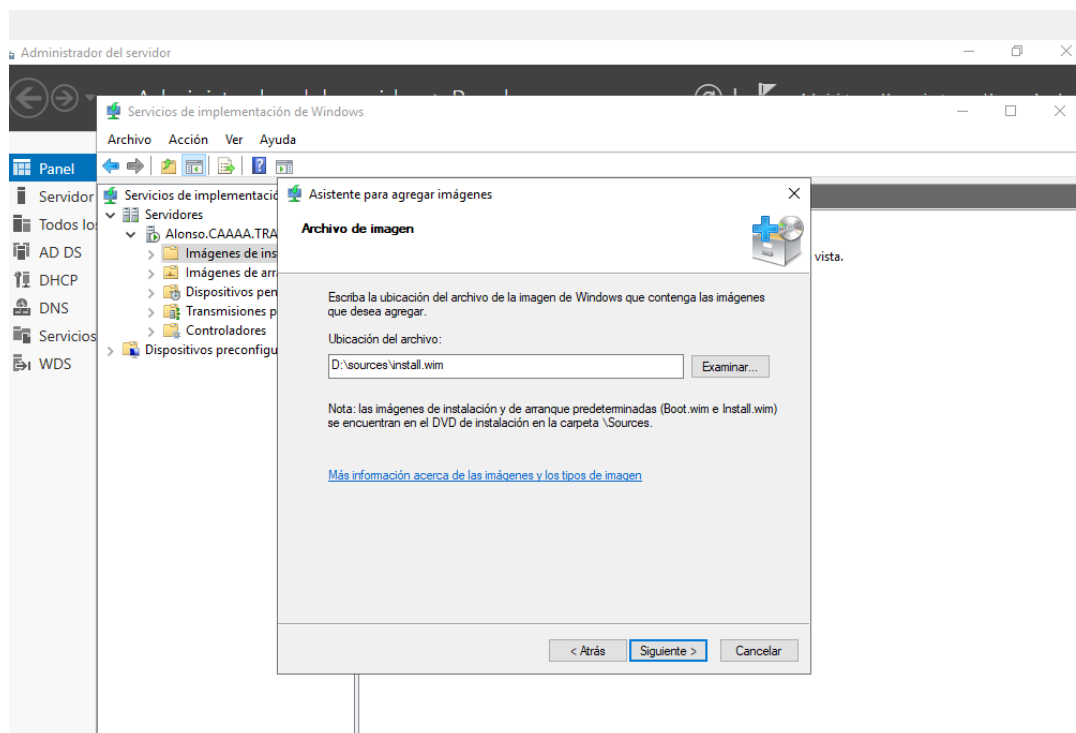 Administrador del servidor
Servicios de implementación de Windows
Archivo Acción Ver Ayuda
Panel
Servidor
Todos los
AD DS
DHCP
DNS
Servicios
WDS
Servicios de implementació
Servidores
Alonso.CAAAA.TRA
Imágenes de ins
Imágenes de arr
Dispositivos pen
Transmisiones p
Controladores
Dispositivos preconfigu
vista.
Asistente para agregar imágenes
Archivo de imagen
Escriba la ubicación del archivo de la imagen de Windows que contenga las imágenes
que desea agregar.
Ubicación del archivo:
D:\sources\install.wim
Examinar...
Nota: las imágenes de instalación y de arranque predeterminadas (Boot.wim e Install.wim)
se encuentran en el DVD de instalación en la carpeta \Sources.
Más información acerca de las imágenes y los tipos de imagen
< Atrás
Siguiente >
Cancelar